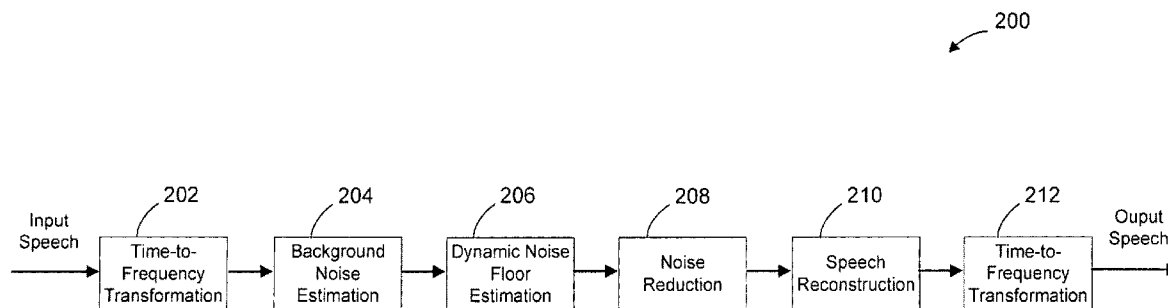 200
202
204
206
208
210
212
Input
Speech
Time-to-
Frequency
Transformation
Background
Noise
Estimation
Dynamic Noise
Floor
Estimation
Noise
Reduction
Speech
Reconstruction
Time-to-
Frequency
Transformation
Ouput
Speech